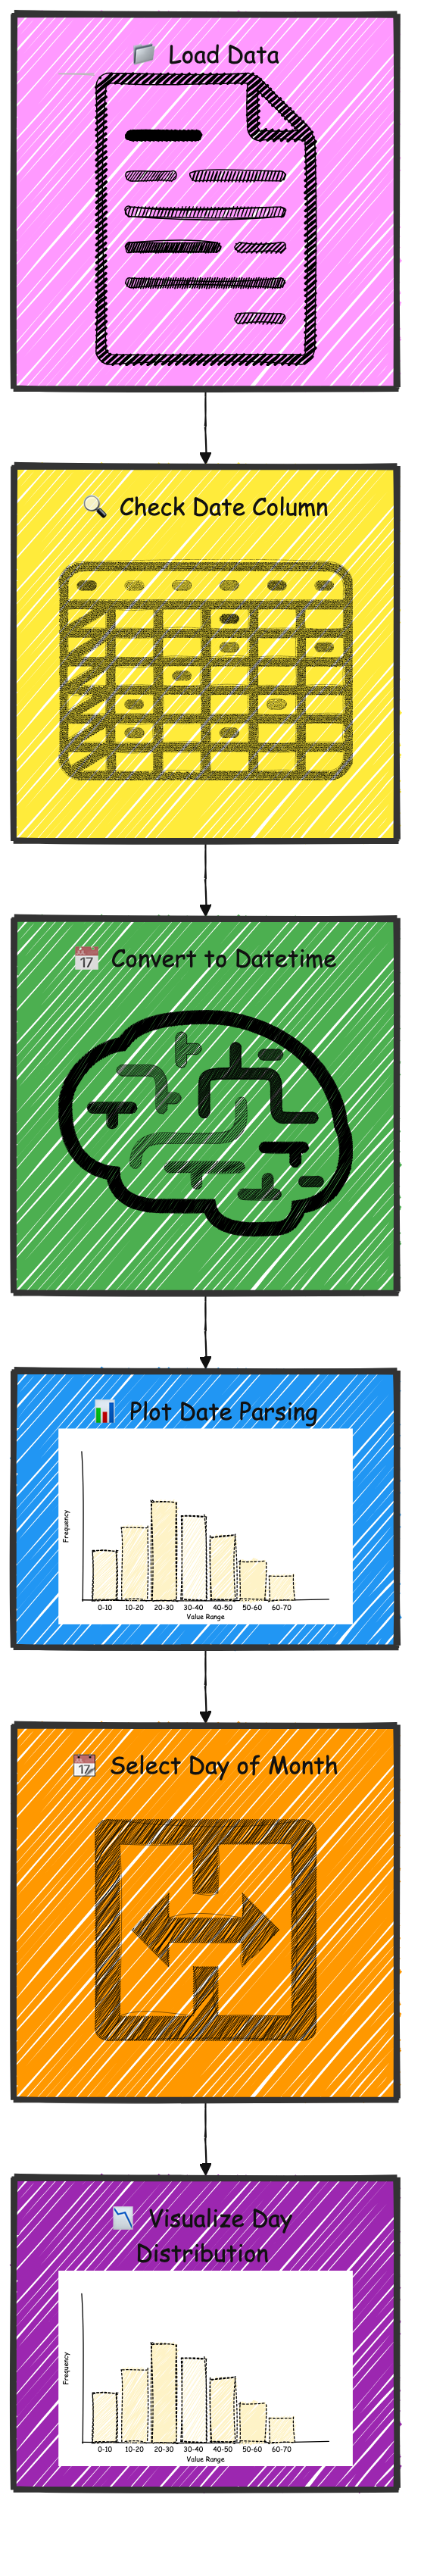 📁 Load Data
🔍 Check Date Column
📅 Convert to Datetime
📊 Plot Date Parsing
Frequency
0-10 10-20 20-30 30-40 40-50 50-60 60-70
Value Range
📆 Select Day of Month
📉 Visualize Day
Distribution
Frequency
0-10 10-20 20-30 30-40 40-50 50-60 60-70
Value Range